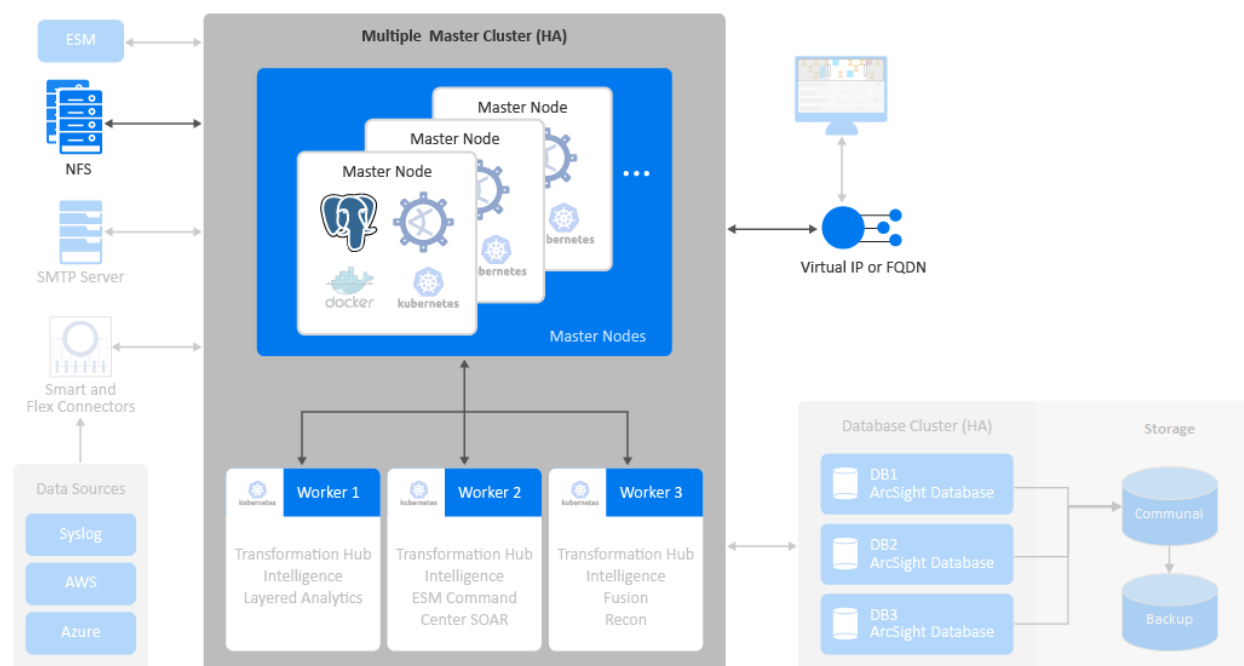 ESM
NFS
SMTP Server
Smart and
Flex Connectors
Data Sources
Syslog
AWS
Azure
Multiple Master Cluster (HA)
Master Node
Master Node
Master Node
bernetes
ubernetes
docker
kubernetes
Master Nodes
kubernetes
Worker 1
Transformation Hub
Intelligence
Layered Analytics
kubernetes
Worker 2
Transformation Hub
Intelligence
ESM Command
Center SOAR
kubernetes
Worker 3
Transformation Hub
Intelligence
Fusion
Recon
Virtual IP or FQDN
Database Cluster (HA)
DB1
ArcSight Database
DB2
ArcSight Database
DB3
ArcSight Database
Storage
Communal
Backup